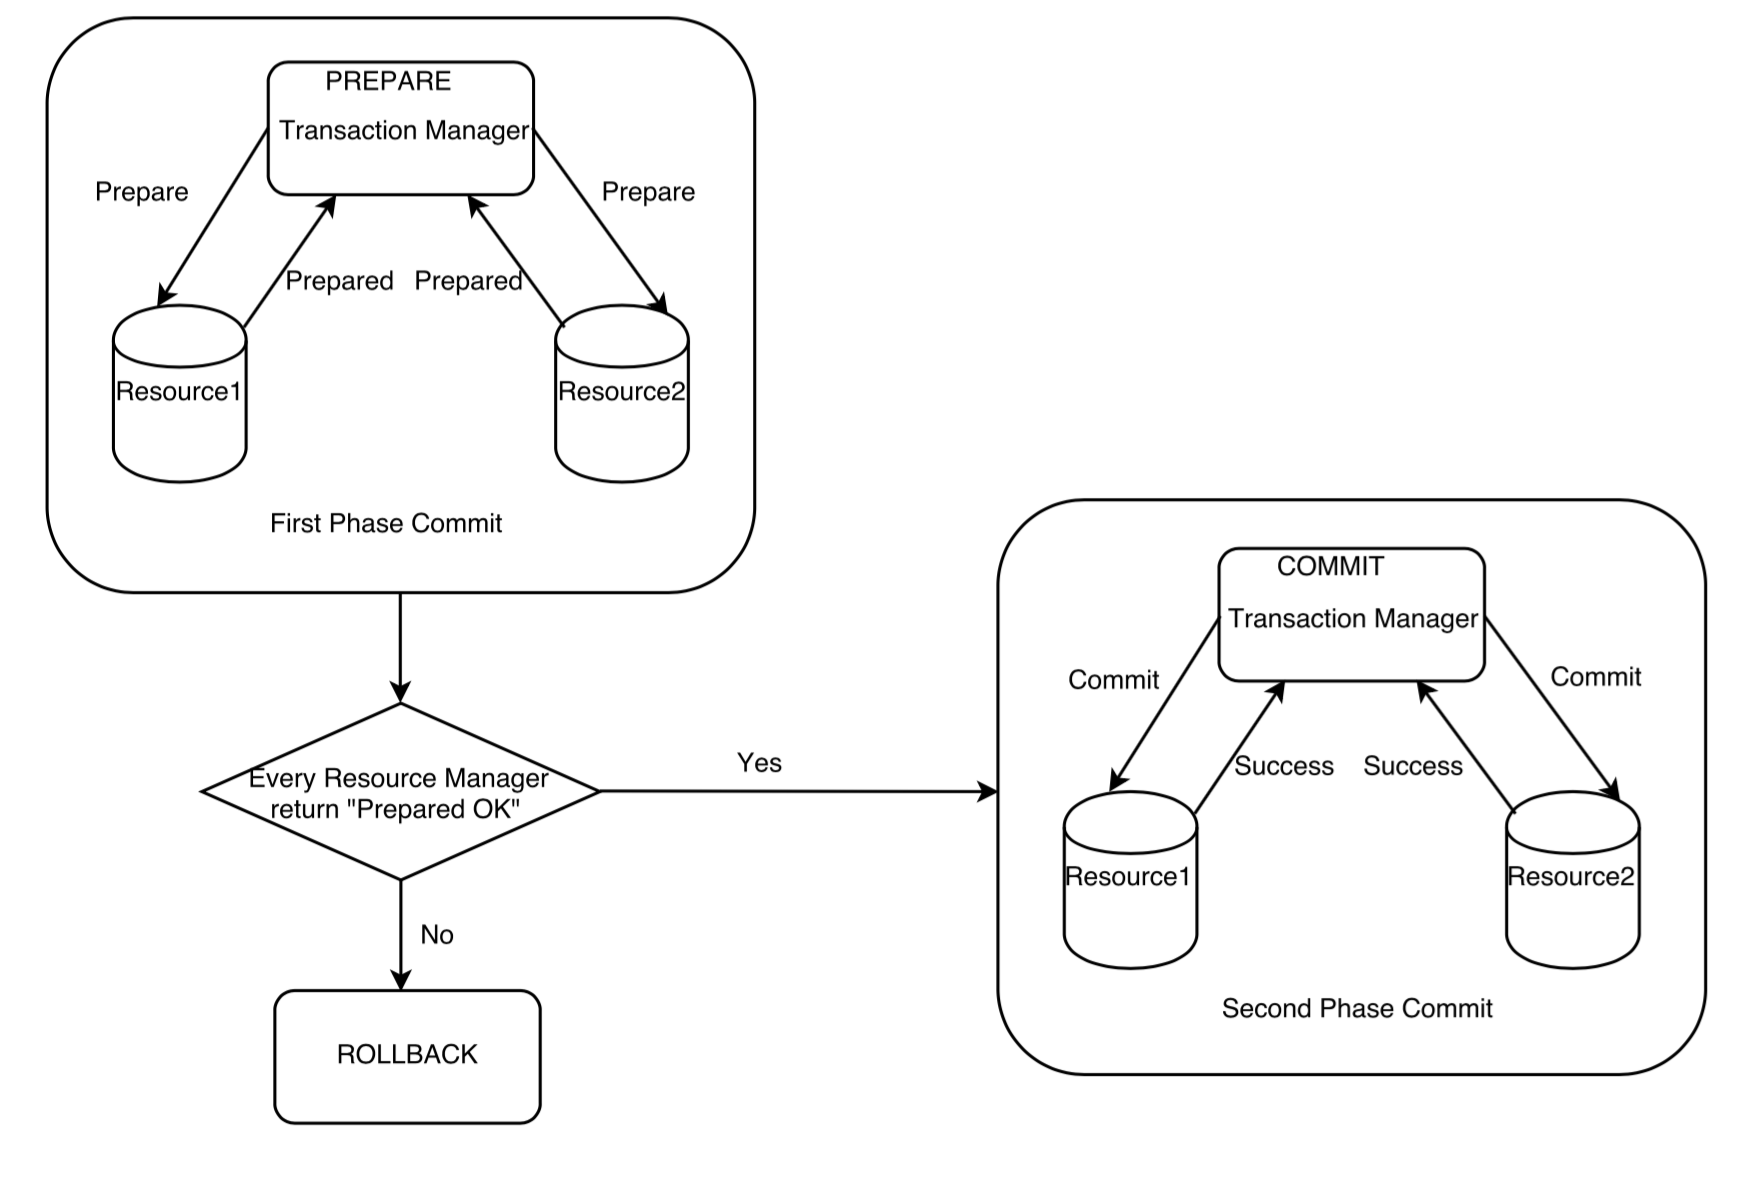 PREPARE
Transaction Manager
Prepare
Prepare
Prepared
Prepared
Resource1
Resource2
First Phase Commit
Every Resource Manager
return "Prepared OK"
Yes
No
ROLLBACK
COMMIT
Transaction Manager
Commit
Commit
Success
Success
Resource1
Resource2
Second Phase Commit